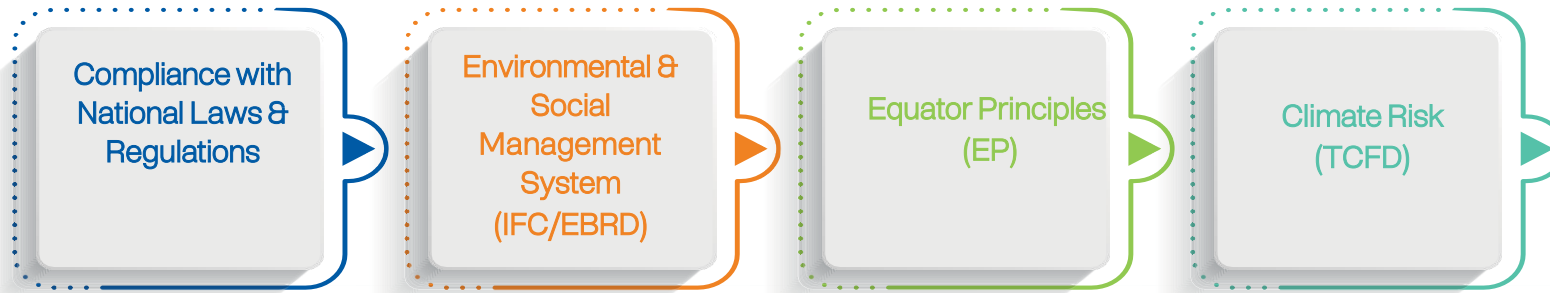 Compliance with
National Laws &
Regulations
Environmental &
Social
Management
System
(IFC/EBRD)
Equator Principles
(EP)
Climate Risk
(TCFD)